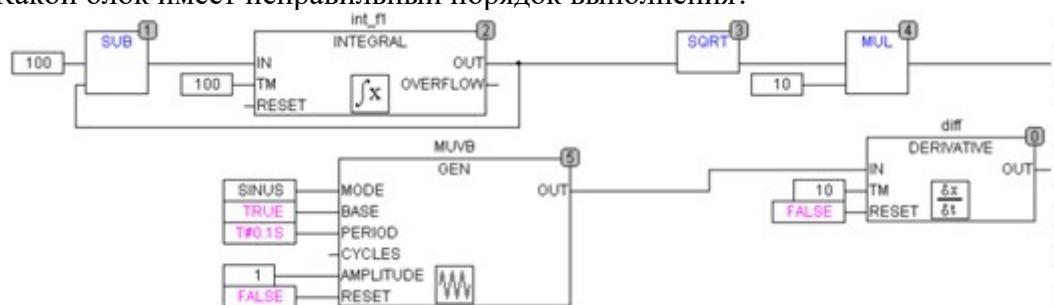 Какой блок имеет неправильный порядок выполнения?
int_f1
SUB 1
INTEGRAL 2
SQRT 3
MUL 4
100
IN OUT
100 TM OVERFLOW
RESET ∫x
10
diff
DERIVATIVE 0
MUVB
GEN 5
IN OUT
SINUS MODE OUT
10 TM
TRUE BASE
FALSE RESET δx/δt
T#0.1S PERIOD
CYCLES
1 AMPLITUDE
FALSE RESET